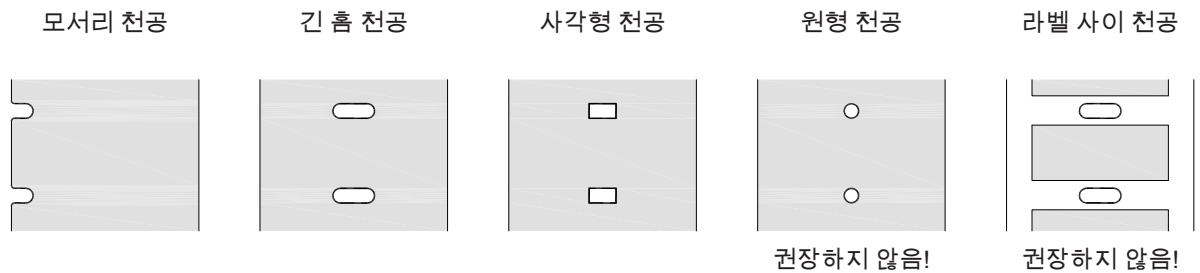 모서리 천공
긴 홈 천공
사각형 천공
원형 천공
라벨 사이 천공
권장하지 않음!
권장하지 않음!